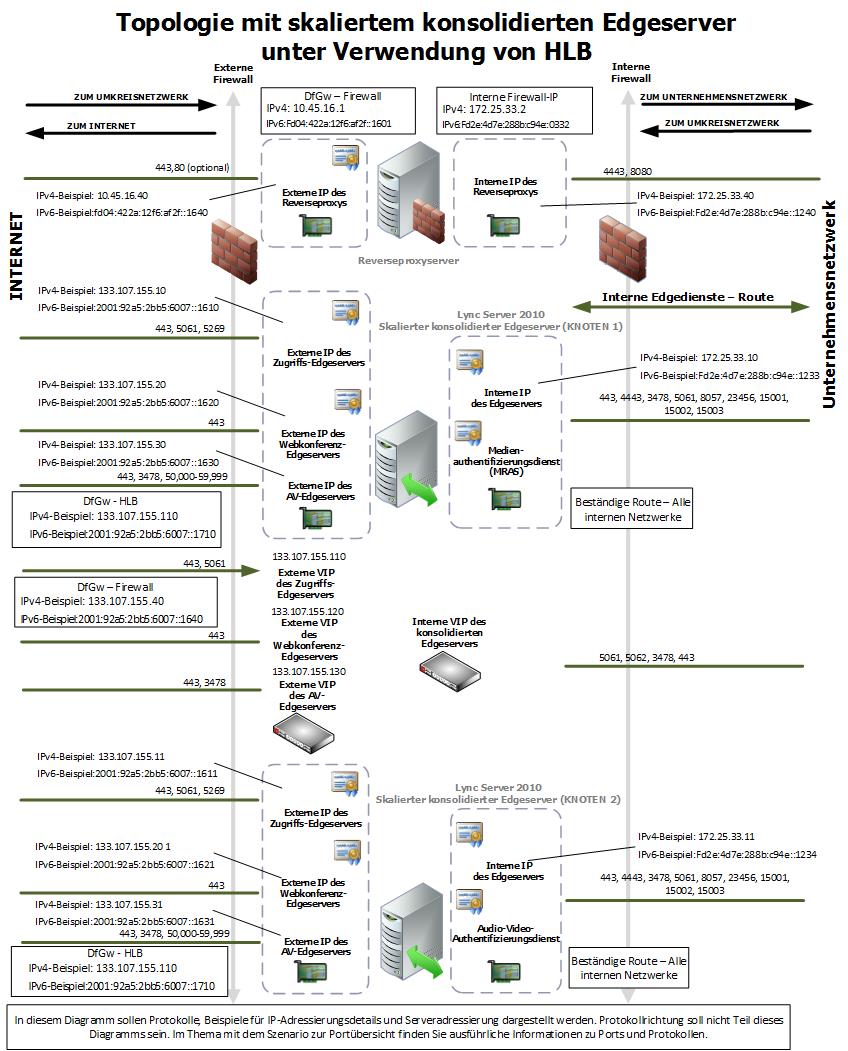 Topologie mit skaliertem konsolidierten Edgeserver
unter Verwendung von HLB
Externe
Firewall
Interne
Firewall
ZUM UMKREISNETZWERK
ZUM INTERNET
DfGw – Firewall
IPv4: 10.45.16.1
IPv6:Fd04:422a:12f6:af2f::1601
Interne Firewall-IP
IPv4: 172.25.33.2
IPv6:Fd2e:4d7e:288b:c94e::0332
ZUM UNTERNEHMENSNETZWERK
ZUM UMKREISNETZWERK
443,80 (optional)
IPv4-Beispiel: 10.45.16.40
IPv6-Beispiel:fd04:422a:12f6:af2f::1640
Externe IP des
Reverseproxys
Interne IP des
Reverseproxys
4443, 8080
IPv4-Beispiel: 172.25.33.40
IPv6-Beispiel:Fd2e:4d7e:288b:c94e::1240
INTERNET
Unternehmensnetzwerk
Reverseproxyserver
IPv4-Beispiel: 133.107.155.10
IPv6-Beispiel:2001:92a5:2bb5:6007::1610
443, 5061, 5269
Externe IP des
Zugriffs-Edgeservers
Lync Server 2010
Skalierter konsolidierter Edgeserver (KNOTEN 1)
Interne Edgedienste – Route
IPv4-Beispiel: 172.25.33.10
IPv6-Beispiel:Fd2e:4d7e:288b:c94e::1233
IPv4-Beispiel: 133.107.155.20
IPv6-Beispiel:2001:92a5:2bb5:6007::1620
443
Externe IP des
Webkonferenz-
Edgeservers
Interne IP
des Edgeservers
443, 4443, 3478, 5061, 8057, 23456, 15001,
15002, 15003
IPv4-Beispiel: 133.107.155.30
IPv6-Beispiel:2001:92a5:2bb5:6007::1630
443, 3478, 50,000-59,999
Externe IP des
AV-Edgeservers
Medien-
authentifizierungsdienst
(MRAS)
DfGw - HLB
IPv4-Beispiel: 133.107.155.110
IPv6-Beispiel:2001:92a5:2bb5:6007::1710
Beständige Route – Alle
internen Netzwerke
443, 5061
133.107.155.110
Externe VIP
des Zugriffs-
Edgeservers
DfGw – Firewall
IPv4-Beispiel: 133.107.155.40
IPv6-Beispiel:2001:92a5:2bb5:6007::1640
443
133.107.155.120
Externe VIP
des
Webkonferenz-
Edgeservers
Interne VIP des
konsolidierten
Edgeservers
5061, 5062, 3478, 443
443, 3478
133.107.155.130
Externe VIP
des AV-
Edgeservers
IPv4-Beispiel: 133.107.155.11
IPv6-Beispiel:2001:92a5:2bb5:6007::1611
443, 5061, 5269
Externe IP des
Zugriffs-Edgeservers
Lync Server 2010
Skalierter konsolidierter Edgeserver (KNOTEN 2)
IPv4-Beispiel: 172.25.33.11
IPv6-Beispiel:Fd2e:4d7e:288b:c94e::1234
IPv4-Beispiel: 133.107.155.20 1
IPv6-Beispiel:2001:92a5:2bb5:6007::1621
443
Externe IP des
Webkonferenz-
Edgeservers
Interne IP
des Edgeservers
443, 4443, 3478, 5061, 8057, 23456, 15001,
15002, 15003
IPv4-Beispiel: 133.107.155.31
IPv6-Beispiel:2001:92a5:2bb5:6007::1631
443, 3478, 50,000-59,999
Externe IP des
AV-Edgeservers
Audio-Video-
Authentifizierungsdienst
DfGw - HLB
IPv4-Beispiel: 133.107.155.110
IPv6-Beispiel:2001:92a5:2bb5:6007::1710
Beständige Route – Alle
internen Netzwerke
In diesem Diagramm sollen Protokolle, Beispiele für IP-Adressierungsdetails und Serveradressierung dargestellt werden. Protokollrichtung soll nicht Teil dieses
Diagramms sein. Im Thema mit dem Szenario zur Portübersicht finden Sie ausführliche Informationen zu Ports und Protokollen.